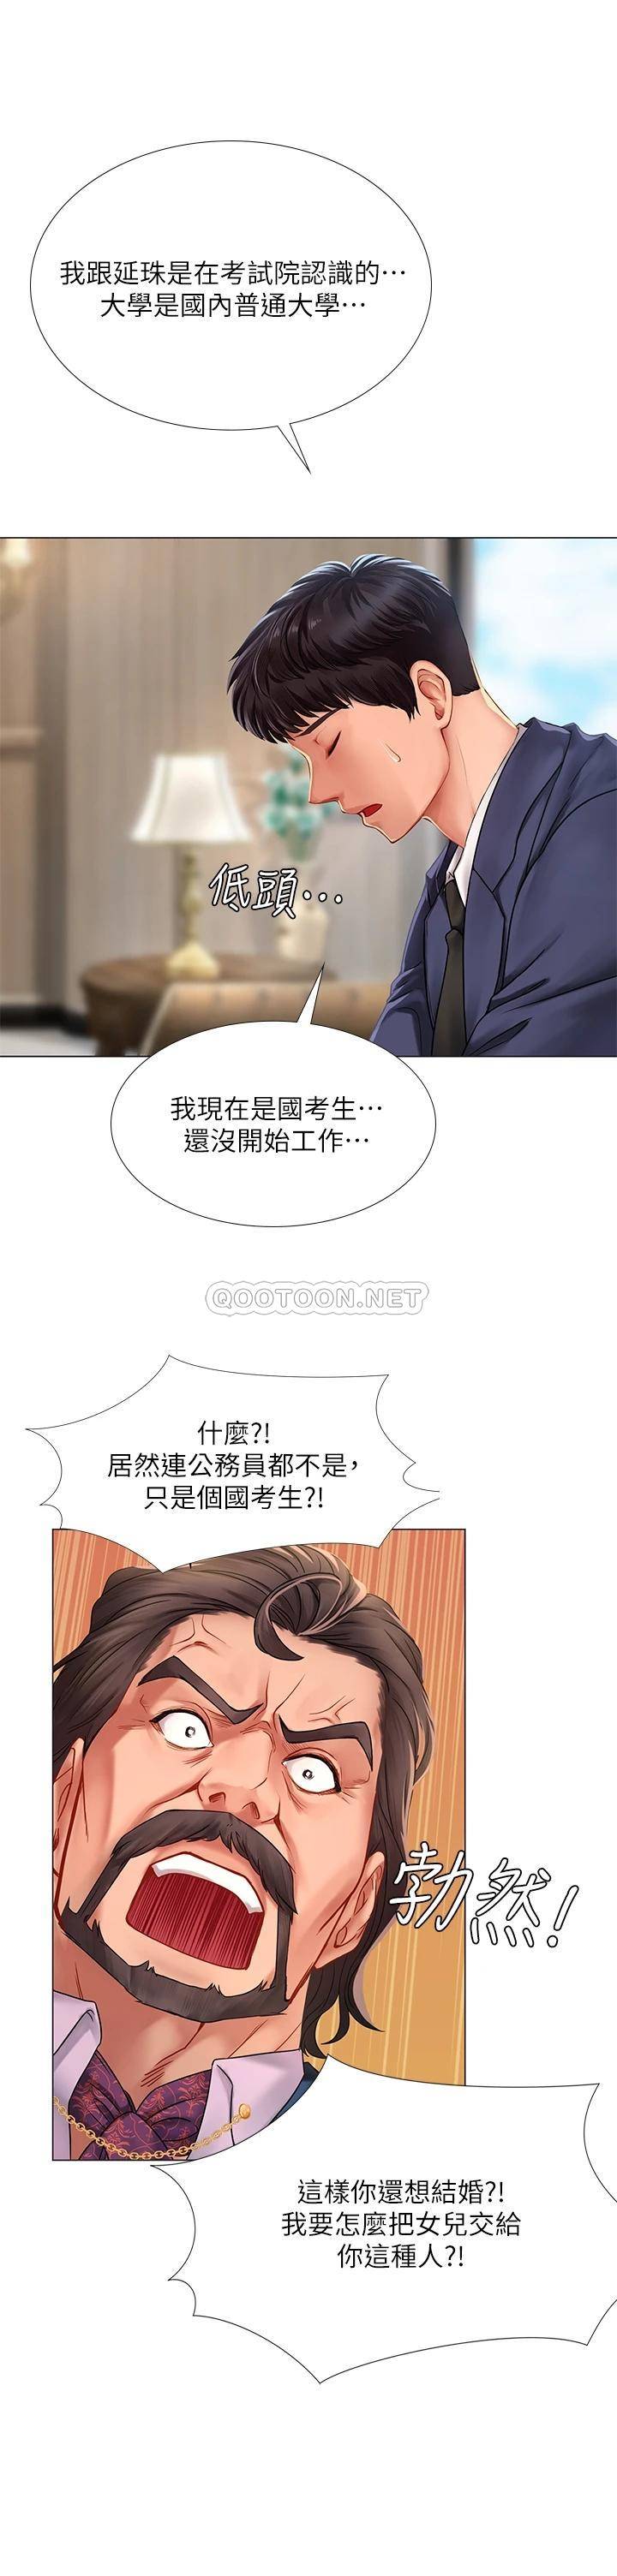 我跟延珠是在考試院認識的…
大學是國內普通大學…
低頭…
我現在是國考生…
還沒開始工作…
QOOTOON.NET
什麼?!
居然連公務員都不是，
只是個國考生?!
勃然!
這樣你還想結婚?!
我要怎麼把女兒交給
你這種人?!